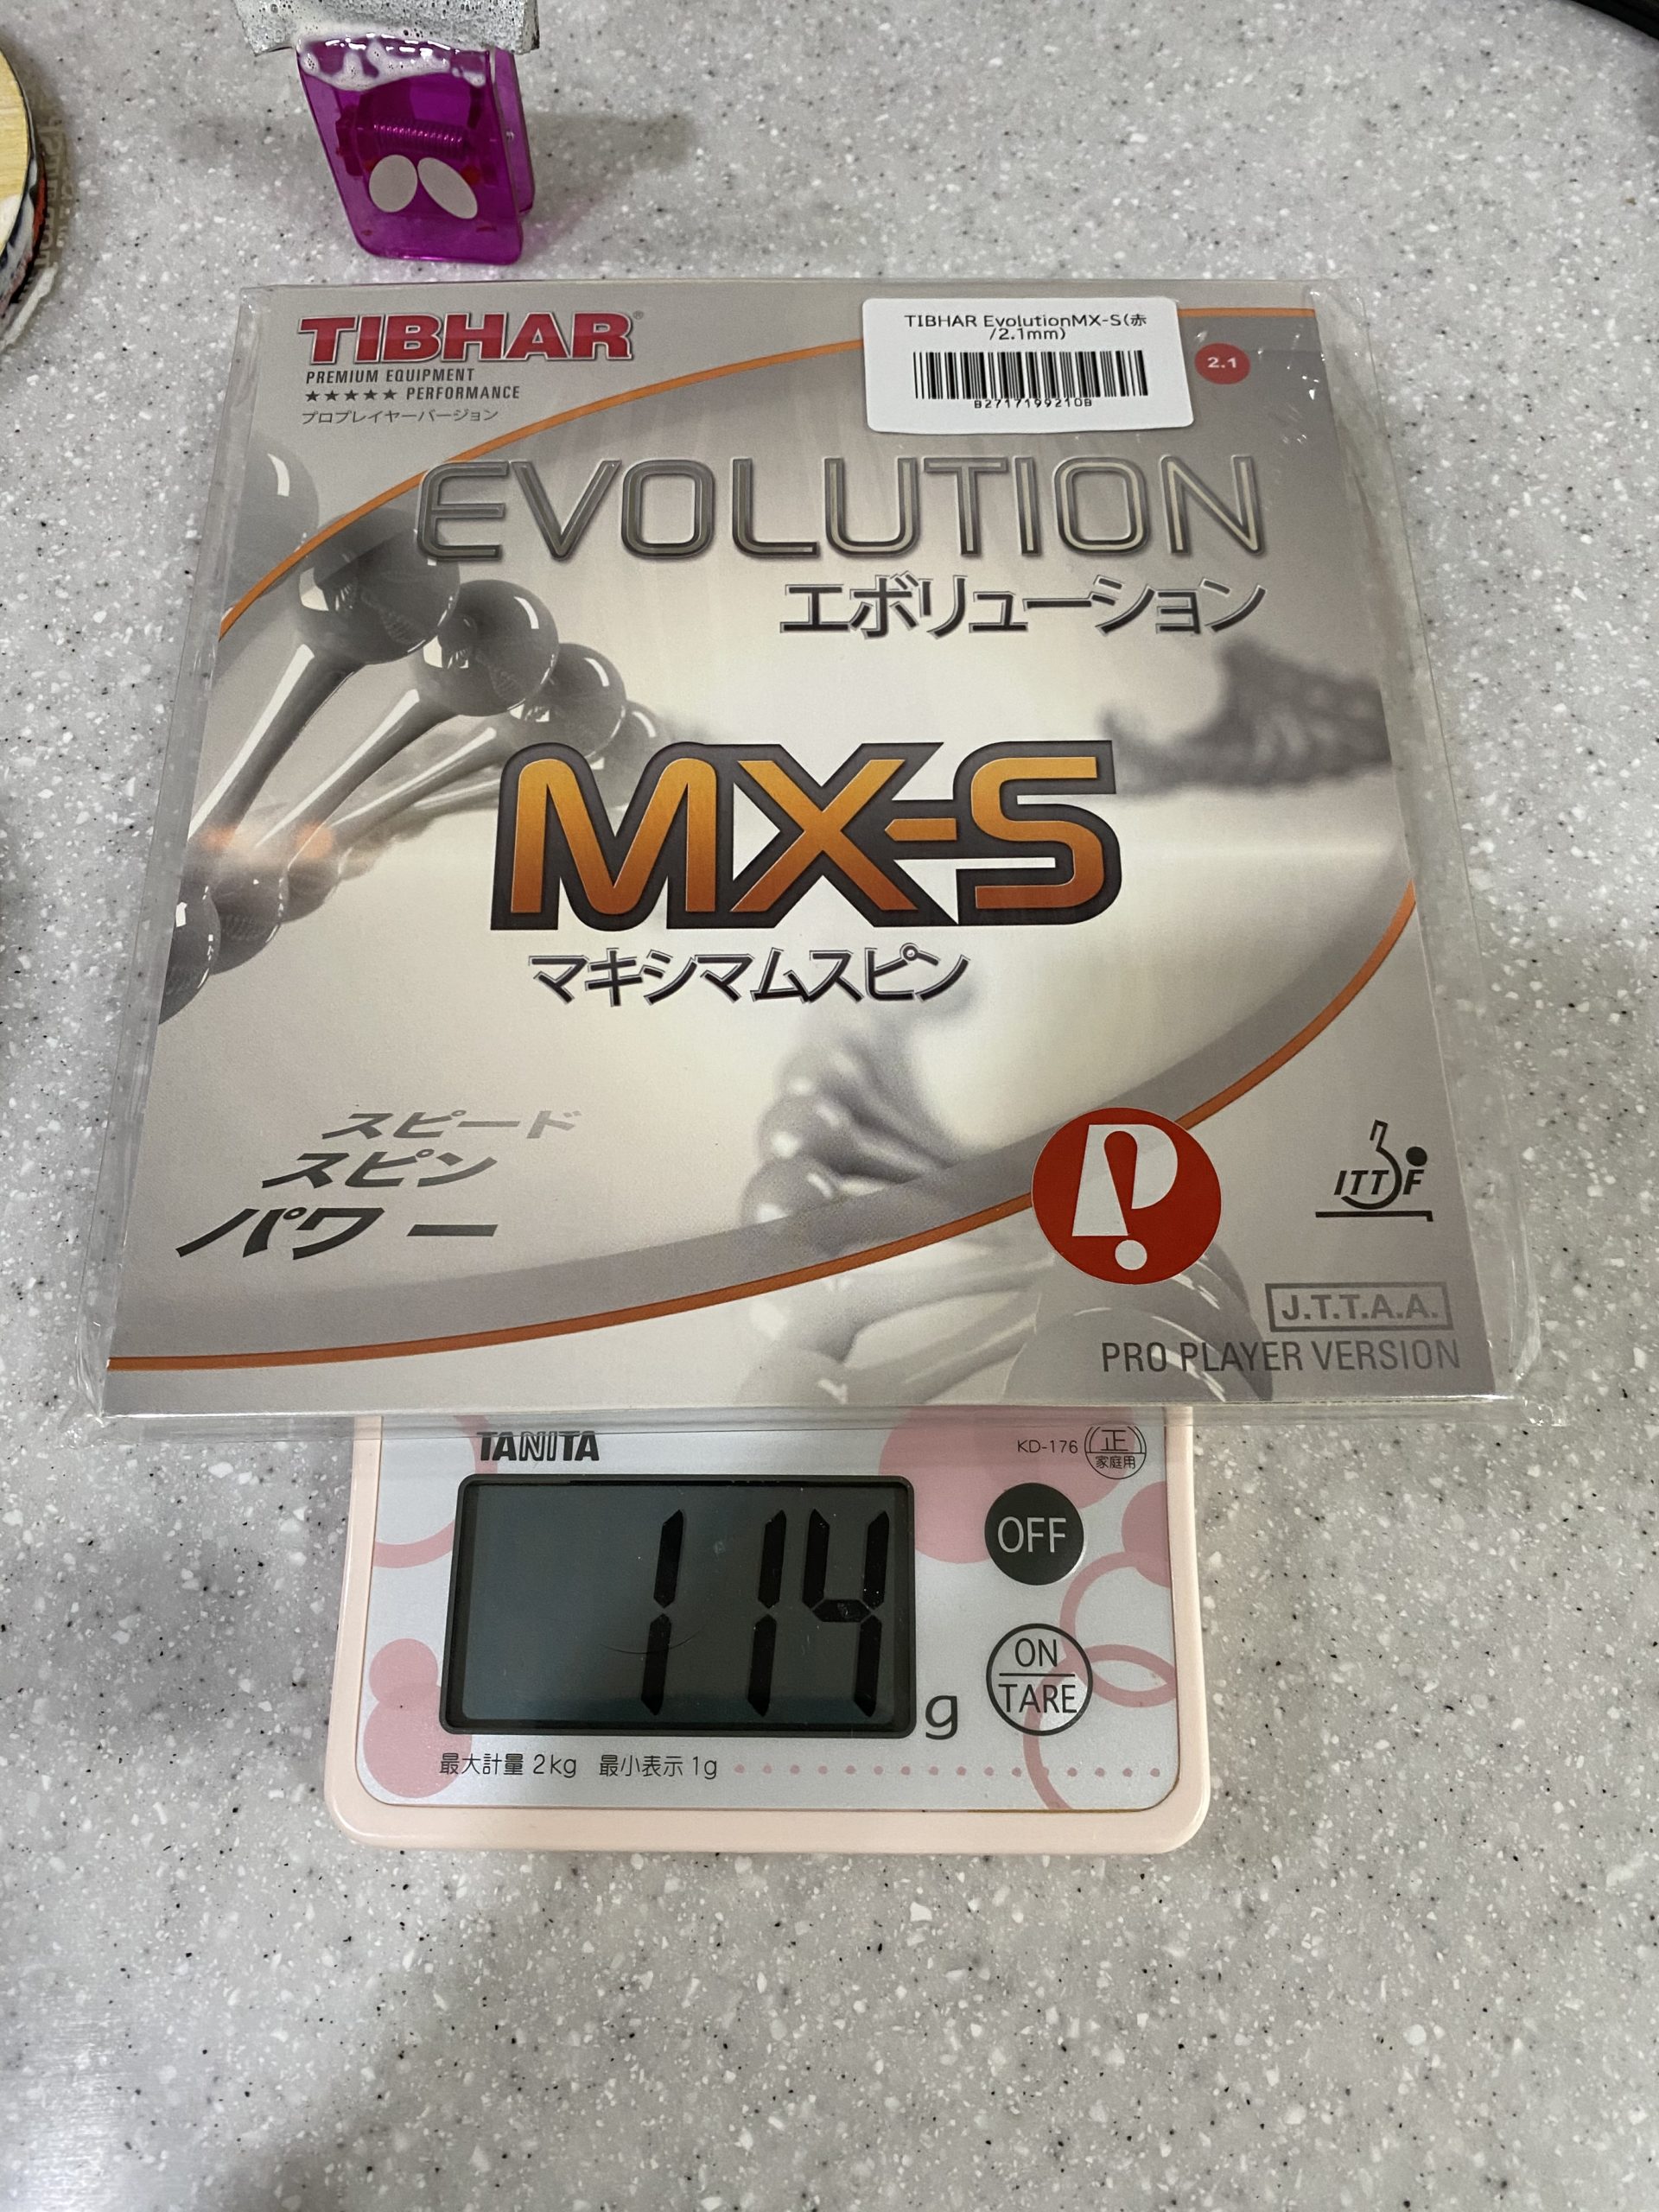 TIBHAR®
PREMIUM EQUIPMENT
★★★★★ PERFORMANCE
プロプレイヤーバージョン
TIBHAR EvolutionMX-S(赤
/2.1mm)
827171992108
2.1
EVOLUTION
エボリューション
MX-S
マキシマムスピン
スピード
スピン
パワー
ITTF
J.T.T.A.A.
PRO PLAYER VERSION
TANITA
KD-176
正
家庭用
114
g
OFF
ON
TARE
最大計量 2kg 最小表示 1g